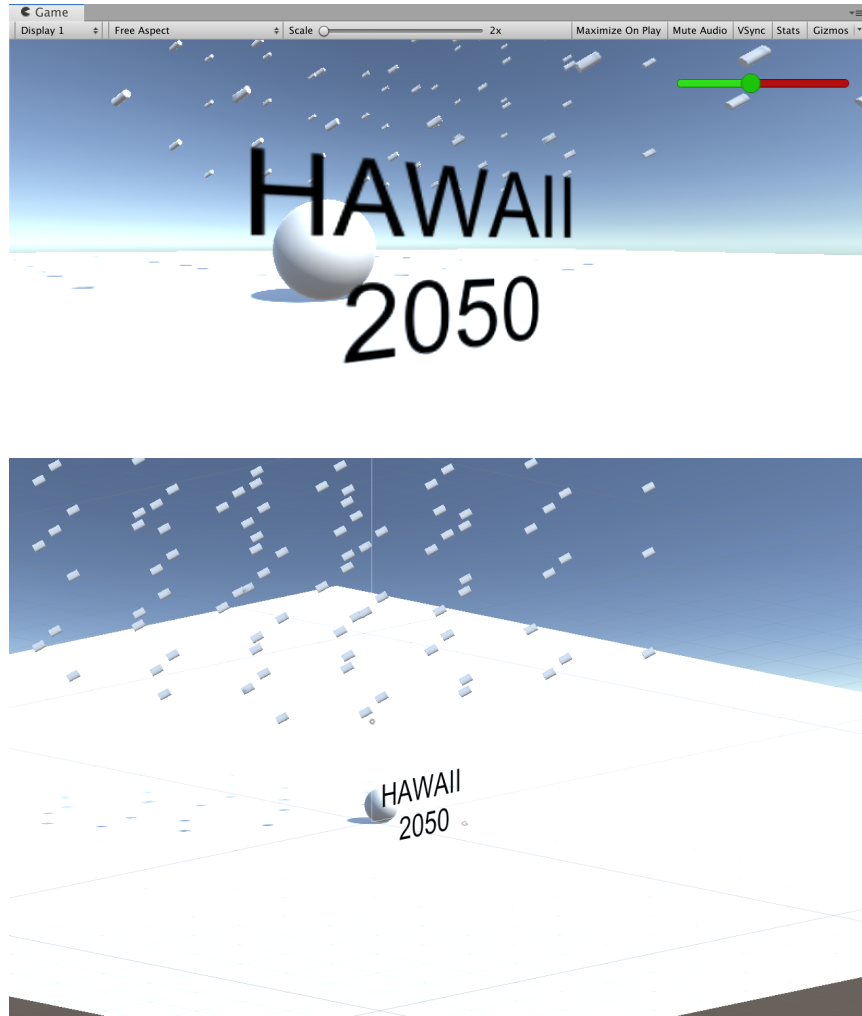 Game
Display 1 Free Aspect Scale 2x Maximize On Play Mute Audio VSync Stats Gizmos
HAWAII
2050
HAWAII
2050